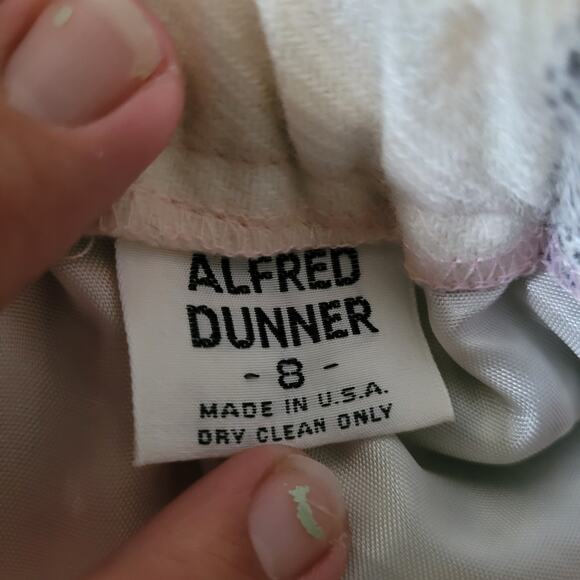 ALFRED
DUNNER
- 8 -
MADE IN U.S.A.
DRY CLEAN ONLY